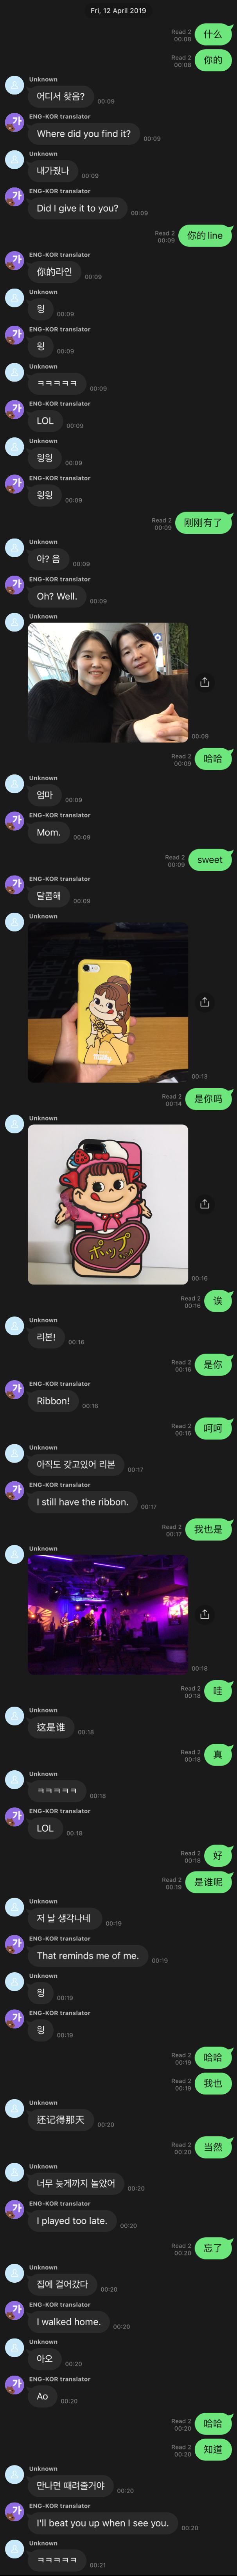 Fri, 12 April 2019
什么
Read 2
00:08
你的
Read 2
00:08
Unknown
어디서 찾음?
00:09
ENG-KOR translator
Where did you find it?
00:09
Unknown
내가줬나
00:09
ENG-KOR translator
Did I give it to you?
00:09
你的 line
Read 2
00:09
ENG-KOR translator
你的라인
00:09
Unknown
윙
00:09
ENG-KOR translator
윙
00:09
Unknown
ㅋㅋㅋㅋㅋ
00:09
ENG-KOR translator
LOL
00:09
Unknown
윙윙
00:09
ENG-KOR translator
윙윙
00:09
刚刚有了
Read 2
00:09
Unknown
아? 음
00:09
ENG-KOR translator
Oh? Well.
00:09
Unknown
00:09
哈哈
Read 2
00:09
Unknown
엄마
00:09
ENG-KOR translator
Mom.
00:09
sweet
Read 2
00:09
ENG-KOR translator
달콤해
00:09
Unknown
00:13
是你吗
Read 2
00:14
Unknown
ポップ
00:16
诶
Read 2
00:16
Unknown
리본!
00:16
是你
Read 2
00:16
ENG-KOR translator
Ribbon!
00:16
呵呵
Read 2
00:16
Unknown
아직도 갖고있어 리본
00:17
ENG-KOR translator
I still have the ribbon.
00:17
我也是
Read 2
00:17
Unknown
00:18
哇
Read 2
00:18
Unknown
这是谁
00:18
真
Read 2
00:18
Unknown
ㅋㅋㅋㅋㅋ
00:18
ENG-KOR translator
LOL
00:18
好
Read 2
00:18
是谁呢
Read 2
00:19
Unknown
저 날 생각나네
00:19
ENG-KOR translator
That reminds me of me.
00:19
Unknown
윙
00:19
ENG-KOR translator
윙
00:19
哈哈
Read 2
00:19
我也
Read 2
00:19
Unknown
还记得那天
00:20
当然
Read 2
00:20
Unknown
너무 늦게까지 놀았어
00:20
ENG-KOR translator
I played too late.
00:20
忘了
Read 2
00:20
Unknown
집에 걸어갔다
00:20
ENG-KOR translator
I walked home.
00:20
Unknown
아오
00:20
ENG-KOR translator
Ao
00:20
哈哈
Read 2
00:20
知道
Read 2
00:20
Unknown
만나면 때려줄거야
00:20
ENG-KOR translator
I'll beat you up when I see you.
00:20
Unknown
ㅋㅋㅋㅋㅋ
00:21